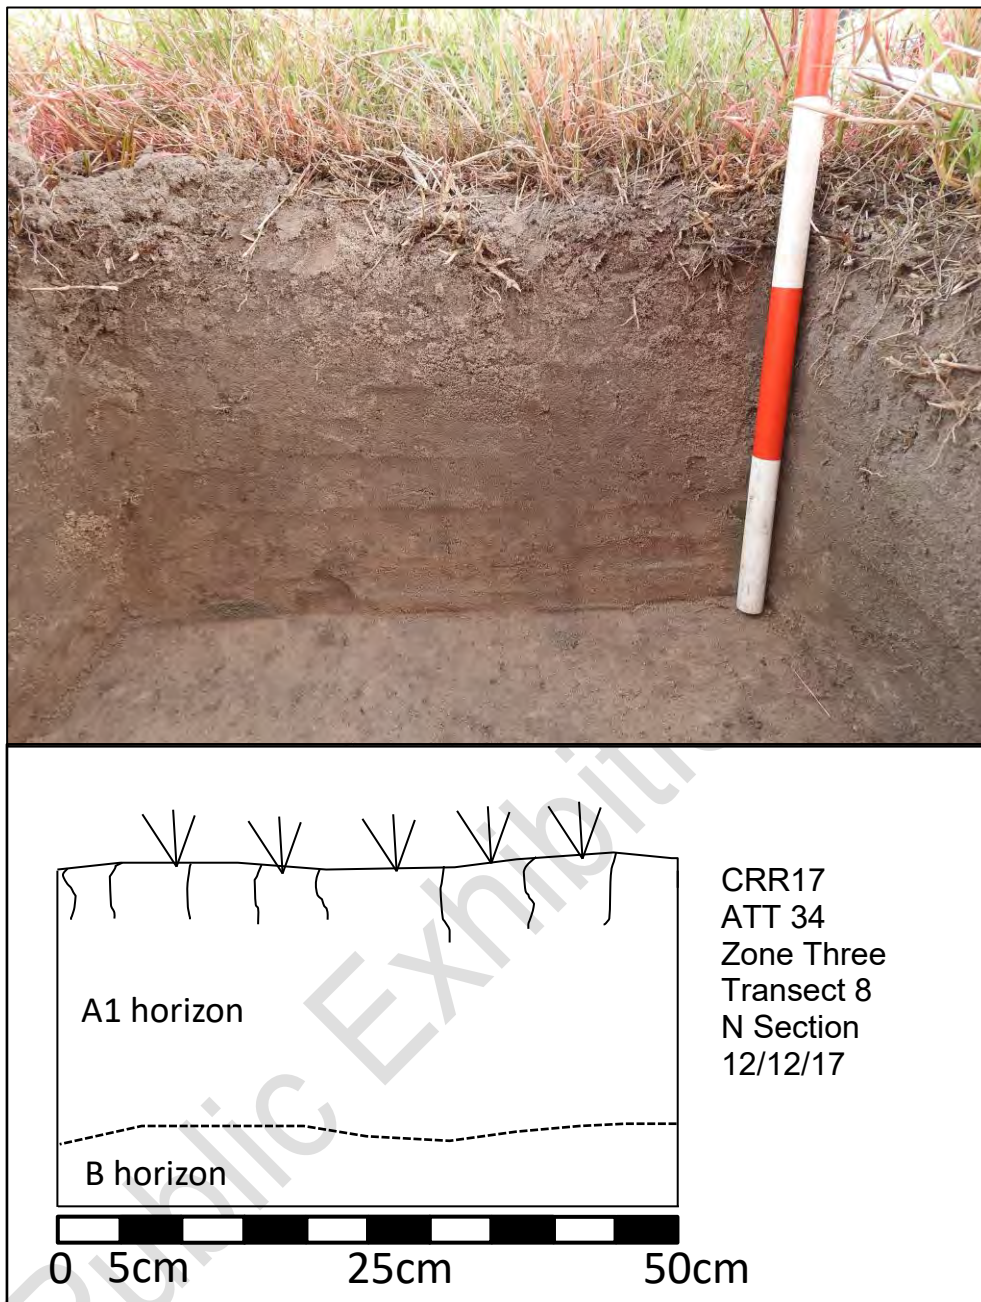 A1 horizon
B horizon
0 5cm 25cm 50cm
CRR17
ATT 34
Zone Three
Transect 8
N Section
12/12/17
Public Exhibiti